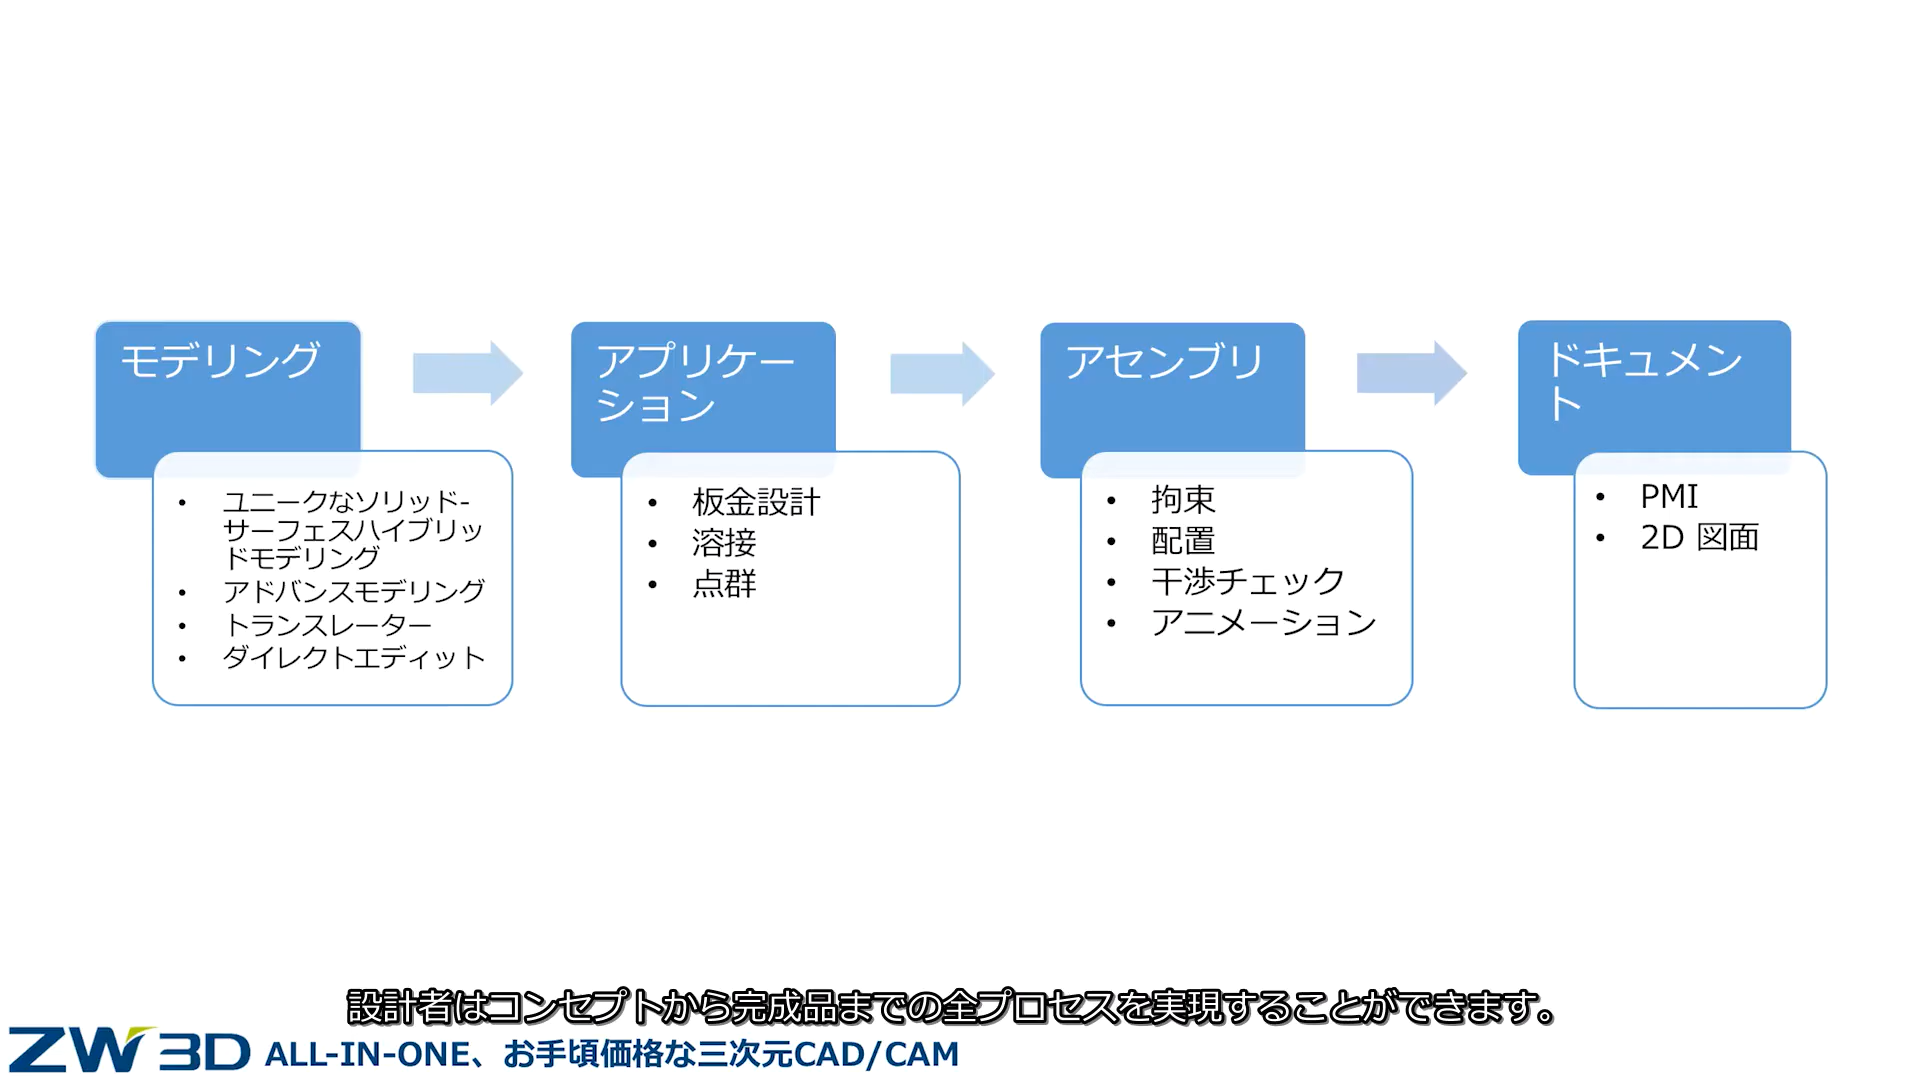 モデリング
ユニークなソリッド-
サーフェスハイブリッ
ドモデリング
アドバンスモデリング
トランスレーター
ダイレクトエディット
アプリケー
ション
板金設計
溶接
点群
アセンブリ
拘束
配置
干渉チェック
アニメーション
ドキュメン
ト
PMI
2D 図面
設計者はコンセプトから完成品までの全プロセスを実現することができます。
ZW3D ALL-IN-ONE、お手頃価格な三次元CAD/CAM